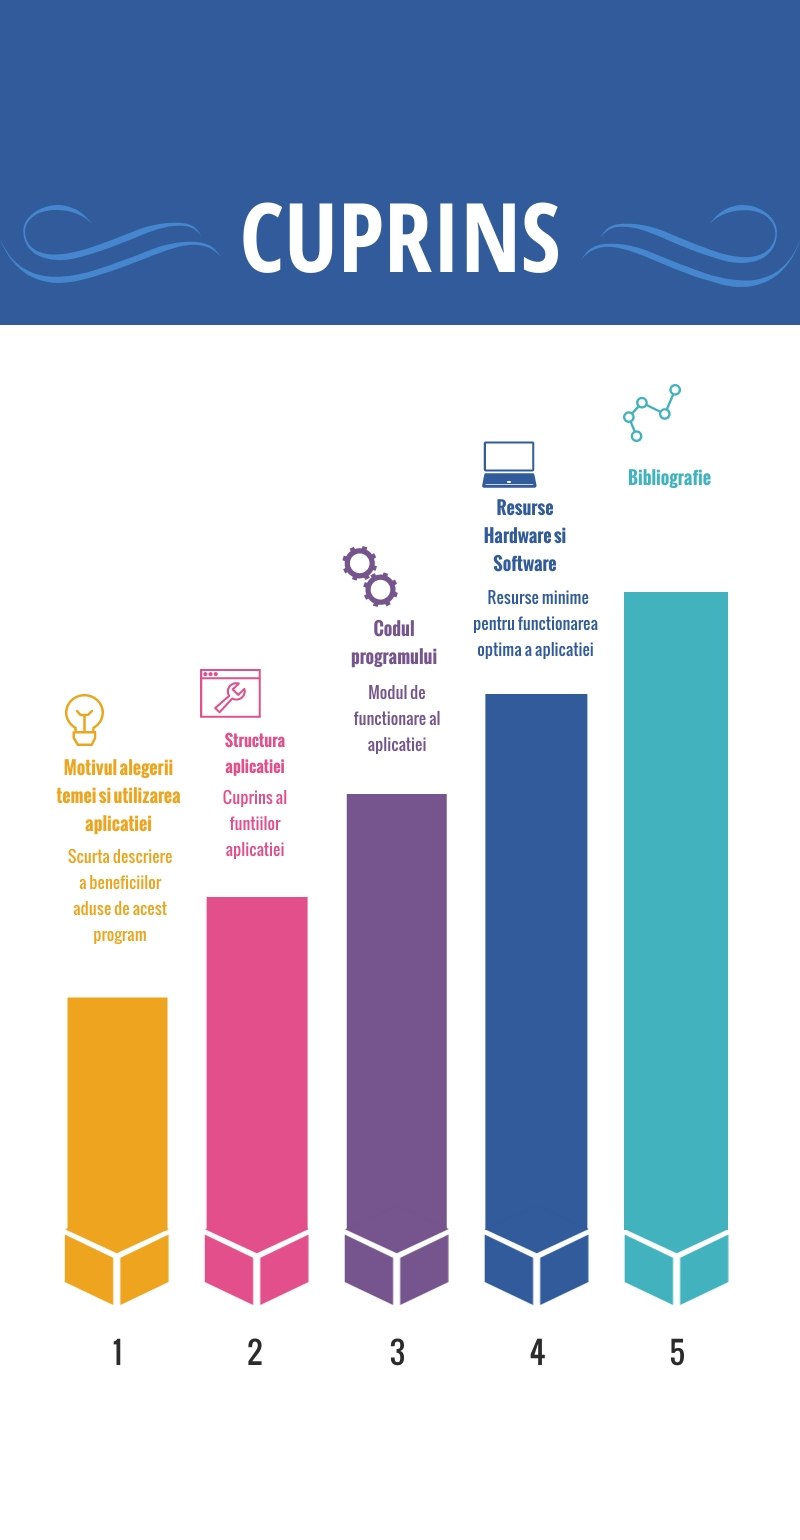 CUPRINS
Motivul alegerii
temei si utilizarea
aplicatiei
Scurta descriere
a beneficiilor
aduse de acest
program
Structura
aplicatiei
Cuprins al
funtiilor
aplicatiei
Codul
programului
Modul de
functionare al
aplicatiei
Resurse
Hardware si
Software
Resurse minime
pentru functionarea
optima a aplicatiei
Bibliografie
1
2
3
4
5